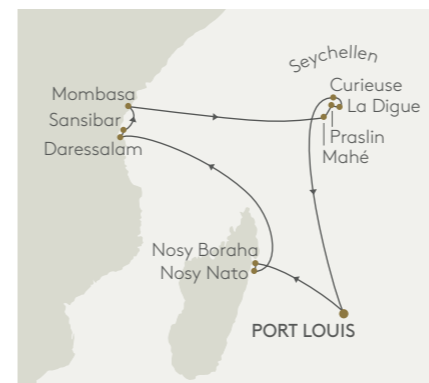 Seychellen
Curieuse
La Digue
Praslin
Mahé
Mombasa
Sansibar
Daressalam
Nosy Boraha
Nosy Nato
PORT LOUIS